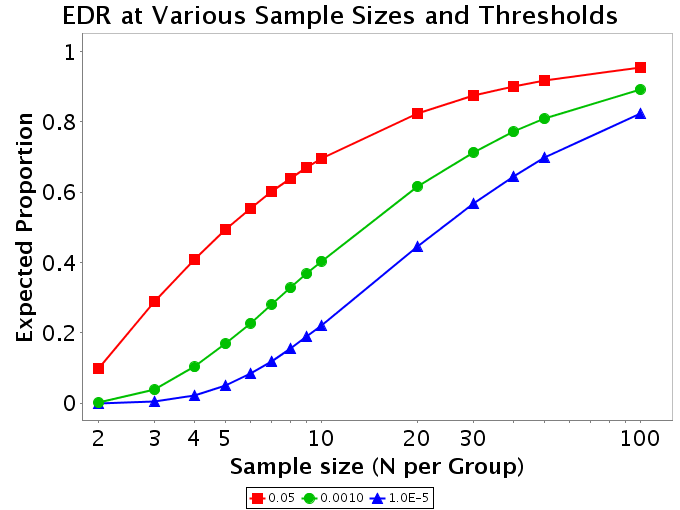 EDR at Various Sample Sizes and Thresholds
Expected Proportion
1
0.8
0.6
0.4
0.2
0
2 3 4 5 10 20 30 100
Sample size (N per Group)
0.05 0.0010 1.0E-5